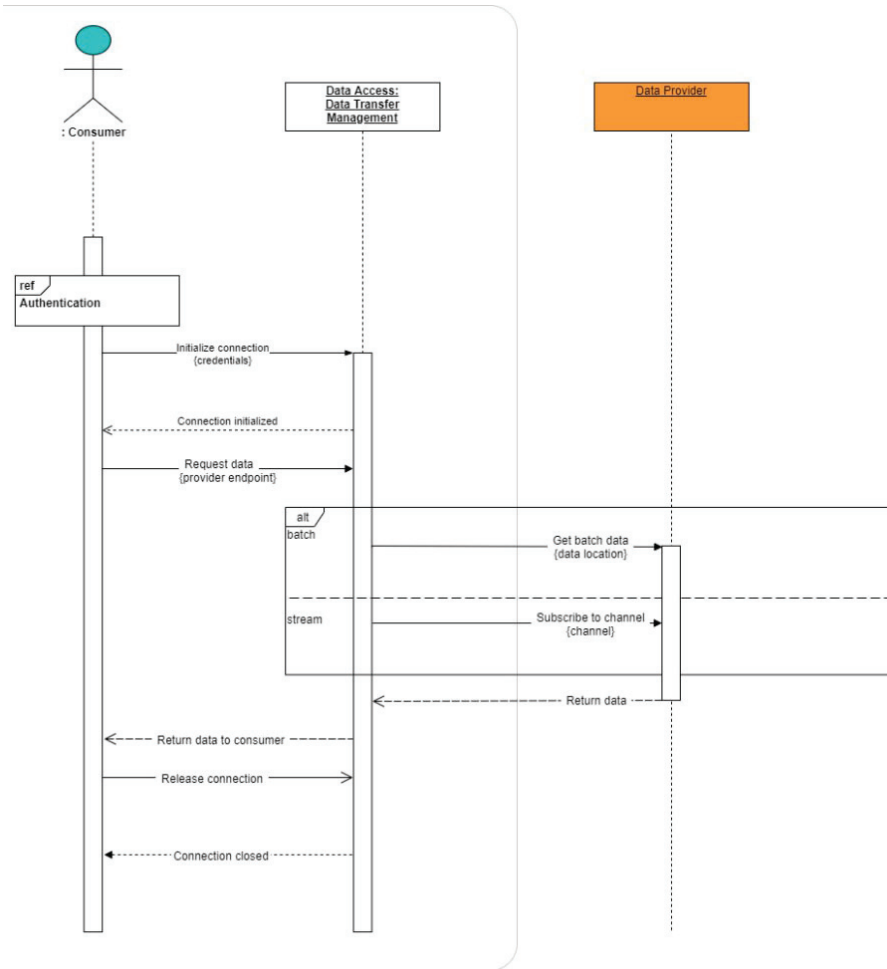 : Consumer
Data Access:
Data Transfer
Management
Data Provider
ref
Authentication
Initialize connection
{credentials}
Connection initialized
Request data
{provider endpoint}
alt
batch
Get batch data
{data location}
stream
Subscribe to channel
{channel}
Return data
Return data to consumer
Release connection
Connection closed